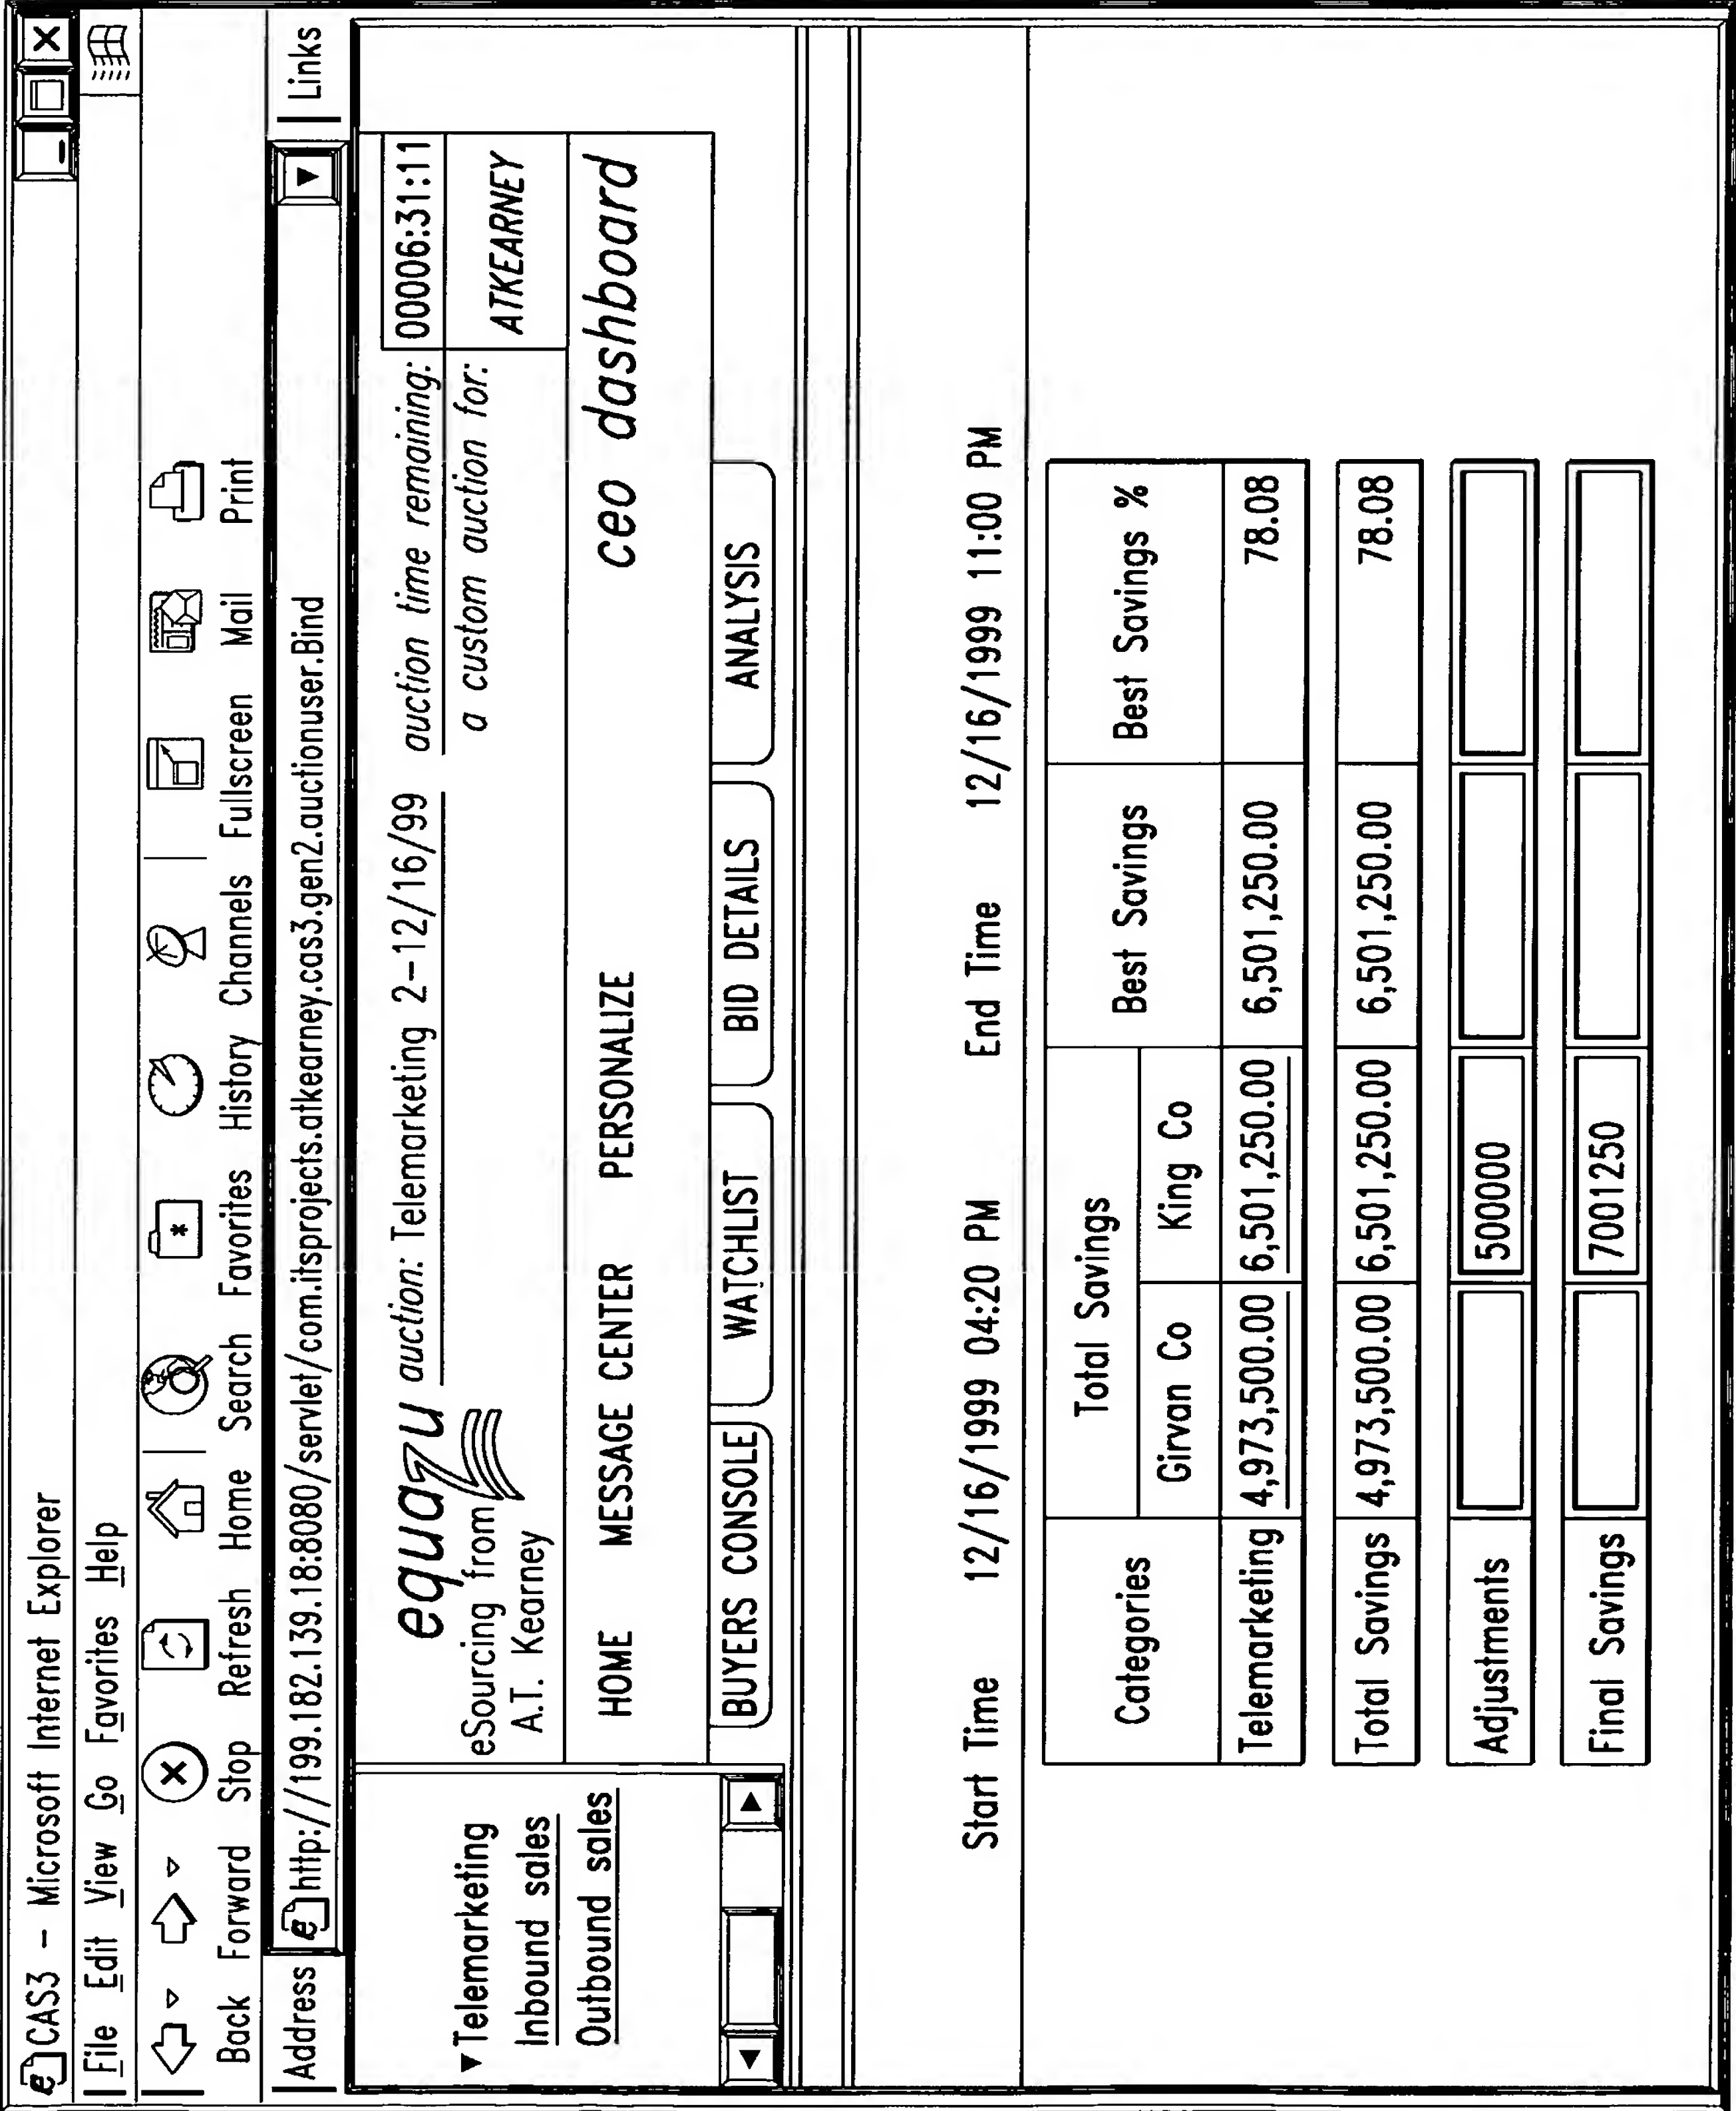 CAS3 - Microsoft Internet Explorer
File Edit View Go Favorites Help
Back Forward Stop Refresh Home Search Favorites History Channels Fullscreen Mail Print
Address http://199.182.139.18:8080/servlet/com.itsprojects.atkearney.cas3.gen2.auctionuser.Bind Links
equazu auction: Telemarketing 2-12/16/99 auction time remaining: 00006:31:11
eSourcing from a custom auction for: ATKEARNEY
A.T. Kearney
▼Telemarketing
Inbound sales
Outbound sales
HOME MESSAGE CENTER PERSONALIZE ceo dashboard
BUYERS CONSOLE WATCHLIST BID DETAILS ANALYSIS
Start Time 12/16/1999 04:20 PM End Time 12/16/1999 11:00 PM
Categories Total Savings Best Savings Best Savings %
Girvan Co King Co
Telemarketing 4,973,500.00 6,501,250.00 6,501,250.00 78.08
Total Savings 4,973,500.00 6,501,250.00 6,501,250.00 78.08
Adjustments 500000
Final Savings 7001250